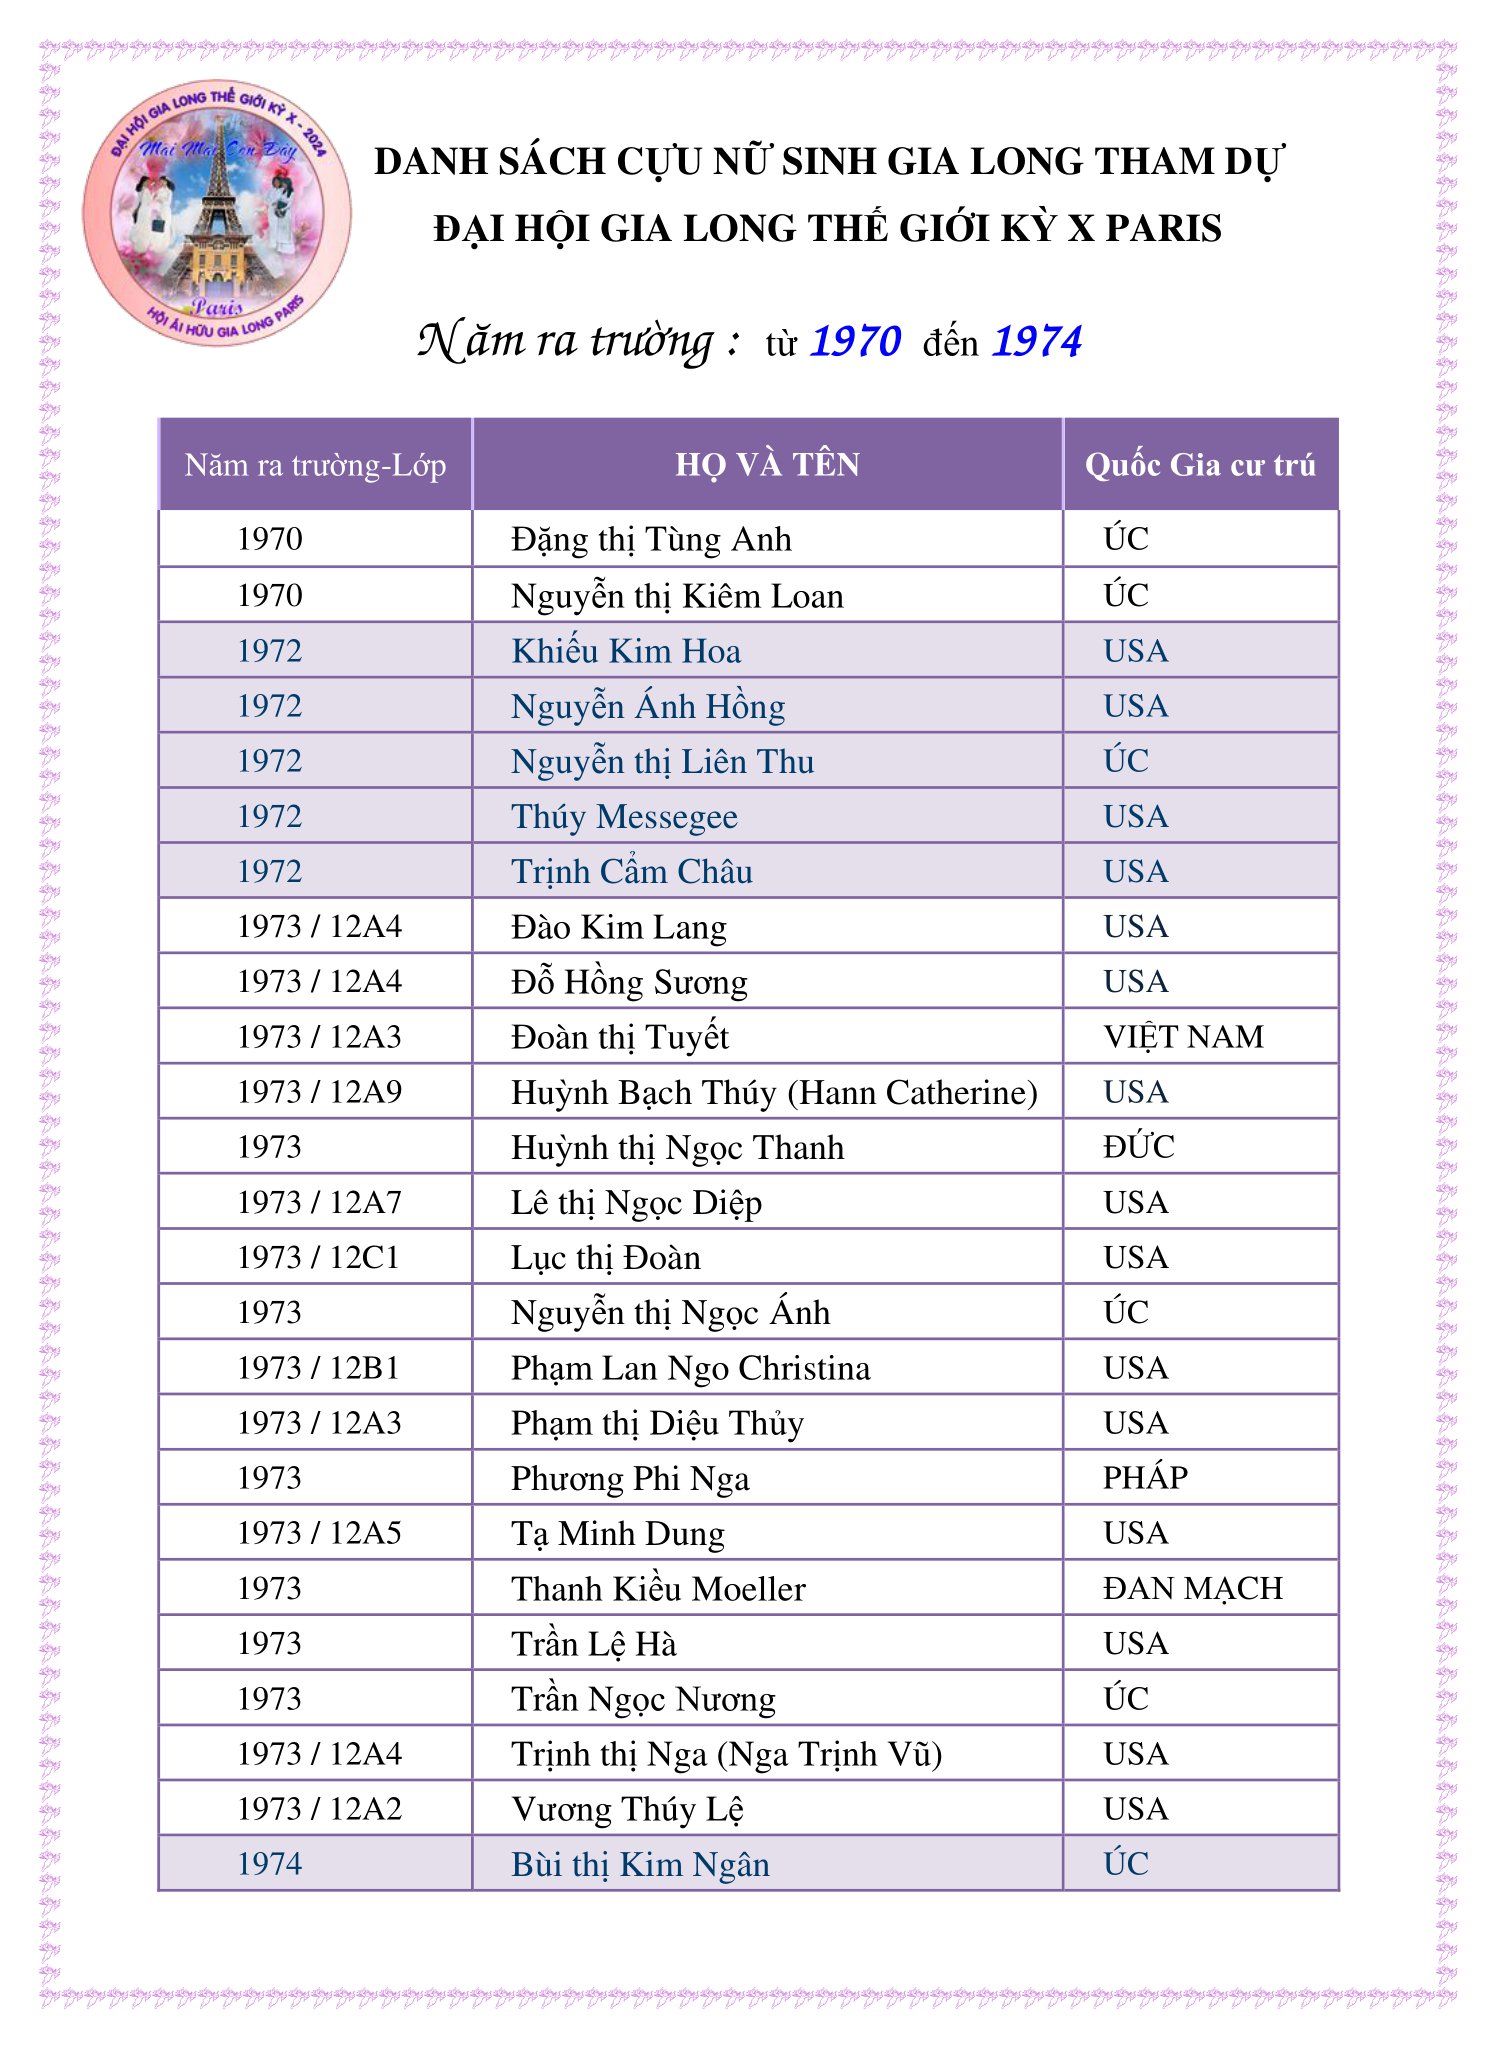 ĐẠI HỘI GIA LONG THẾ GIỚI KỲ X - 2024
Mãi Mãi Còn Đây
Paris
HỘI ÁI HỮU GIA LONG PARIS
DANH SÁCH CỰU NỮ SINH GIA LONG THAM DỰ
ĐẠI HỘI GIA LONG THẾ GIỚI KỲ X PARIS
Năm ra trường : từ 1970 đến 1974
Năm ra trường-Lớp HỌ VÀ TÊN Quốc Gia cư trú
1970 Đặng thị Tùng Anh ÚC
1970 Nguyễn thị Kiêm Loan ÚC
1972 Khiếu Kim Hoa USA
1972 Nguyễn Ánh Hồng USA
1972 Nguyễn thị Liên Thu ÚC
1972 Thúy Messegee USA
1972 Trịnh Cẩm Châu USA
1973 / 12A4 Đào Kim Lang USA
1973 / 12A4 Đỗ Hồng Sương USA
1973 / 12A3 Đoàn thị Tuyết VIỆT NAM
1973 / 12A9 Huỳnh Bạch Thúy (Hann Catherine) USA
1973 Huỳnh thị Ngọc Thanh ĐỨC
1973 / 12A7 Lê thị Ngọc Diệp USA
1973 / 12C1 Lục thị Đoàn USA
1973 Nguyễn thị Ngọc Ánh ÚC
1973 / 12B1 Phạm Lan Ngo Christina USA
1973 / 12A3 Phạm thị Diệu Thủy USA
1973 Phương Phi Nga PHÁP
1973 / 12A5 Tạ Minh Dung USA
1973 Thanh Kiều Moeller ĐAN MẠCH
1973 Trần Lệ Hà USA
1973 Trần Ngọc Nương ÚC
1973 / 12A4 Trịnh thị Nga (Nga Trịnh Vũ) USA
1973 / 12A2 Vương Thúy Lệ USA
1974 Bùi thị Kim Ngân ÚC